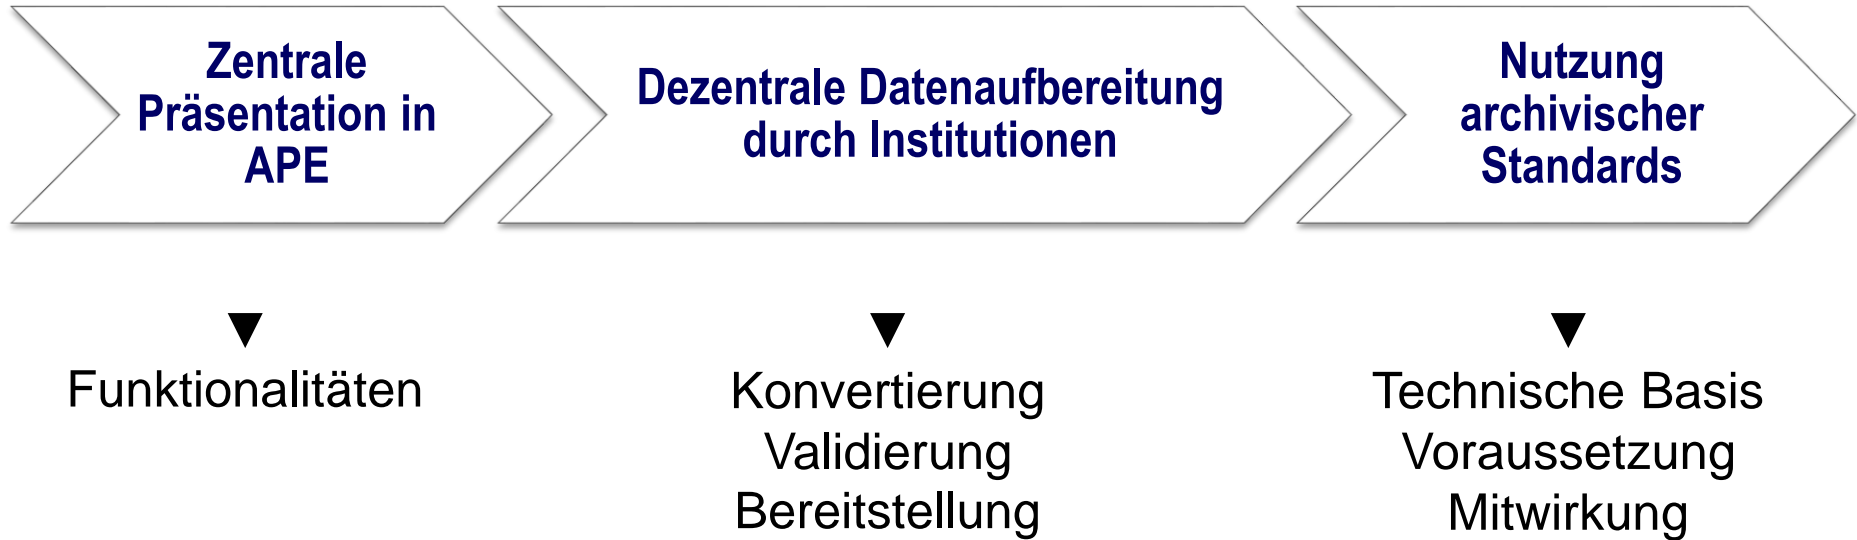 Zentrale
Präsentation in
APE
Dezentrale Datenaufbereitung
durch Institutionen
Nutzung
archivischer
Standards
Funktionalitäten
Konvertierung
Validierung
Bereitstellung
Technische Basis
Voraussetzung
Mitwirkung